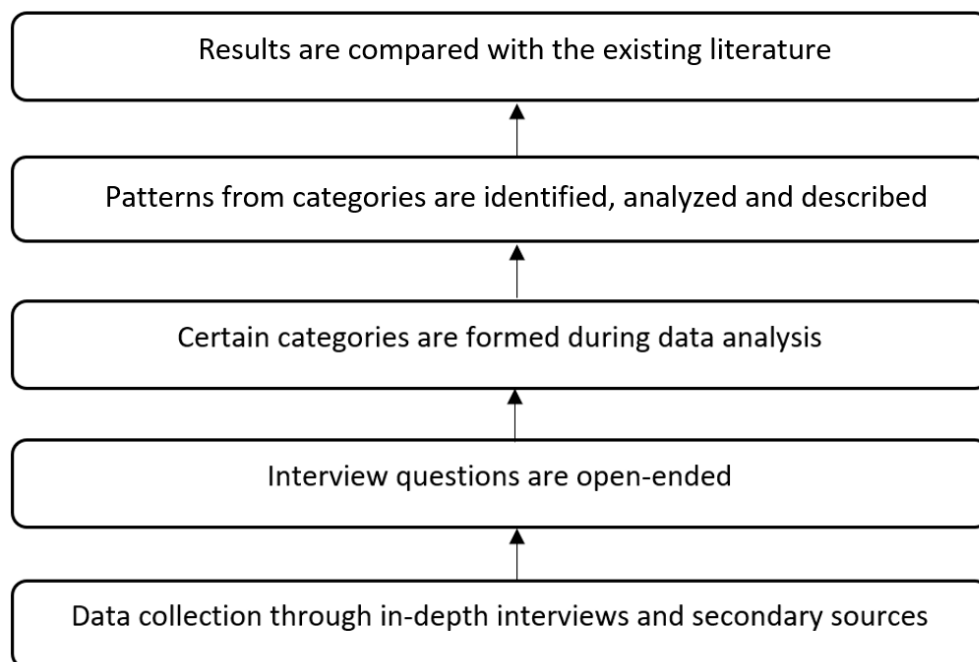 Results are compared with the existing literature
Patterns from categories are identified, analyzed and described
Certain categories are formed during data analysis
Interview questions are open-ended
Data collection through in-depth interviews and secondary sources